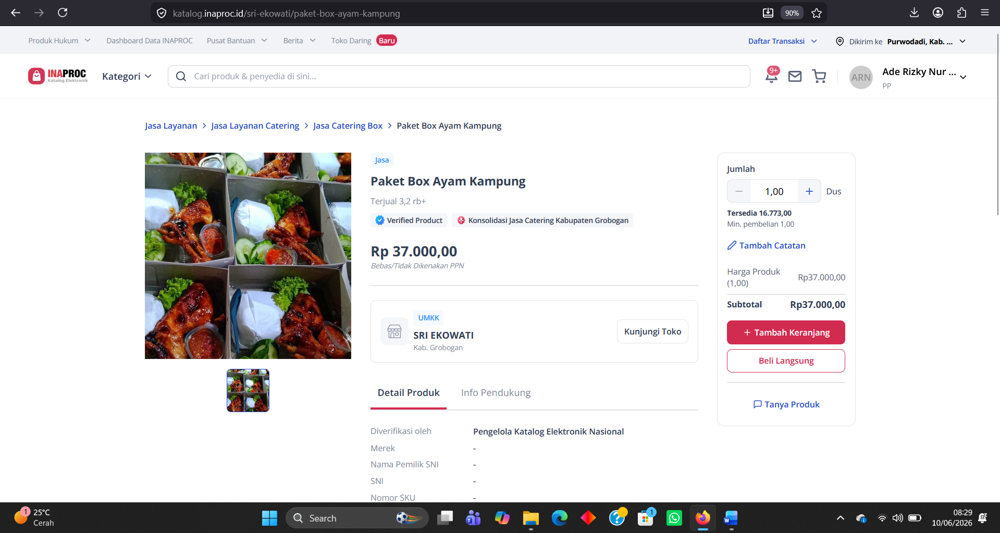 katalog.inaproc.id/sri-ekowati/paket-box-ayam-kampung
90%
Produk Hukum
Dashboard Data INAPROC
Pusat Bantuan
Berita
Toko Daring Baru
Daftar Transaksi
Dikirim ke Purwodadi, Kab. ...
INAPROC
Katalog Elektronik
Kategori
Cari produk & penyedia di sini...
9+
ARN
Ade Rizky Nur ...
PP
Jasa Layanan > Jasa Layanan Catering > Jasa Catering Box > Paket Box Ayam Kampung
Jasa
Paket Box Ayam Kampung
Terjual 3,2 rb+
Verified Product
Konsolidasi Jasa Catering Kabupaten Grobogan
Rp 37.000,00
Bebas/Tidak Dikenakan PPN
UMKK
SRI EKOWATI
Kab. Grobogan
Kunjungi Toko
Detail Produk
Info Pendukung
Diverifikasi oleh Pengelola Katalog Elektronik Nasional
Merek -
Nama Pemilik SNI -
SNI -
Nomor SKU -
Jumlah
1,00 Dus
Tersedia 16.773,00
Min. pembelian 1,00
Tambah Catatan
Harga Produk
(1,00) Rp37.000,00
Subtotal Rp37.000,00
+ Tambah Keranjang
Beli Langsung
Tanya Produk
1
25°C
Cerah
Search
1
08:29
10/06/2026